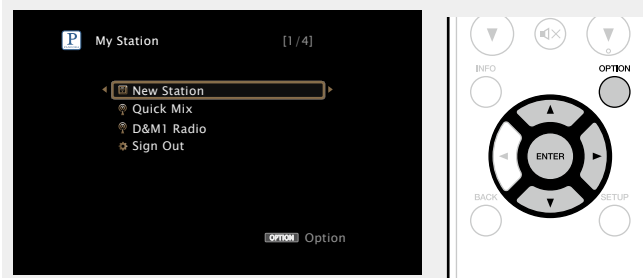 P
PANDORA
My Station [1/4]
New Station
Quick Mix
D&M1 Radio
Sign Out
OPTION Option
INFO
OPTION
ENTER
BACK
SETUP